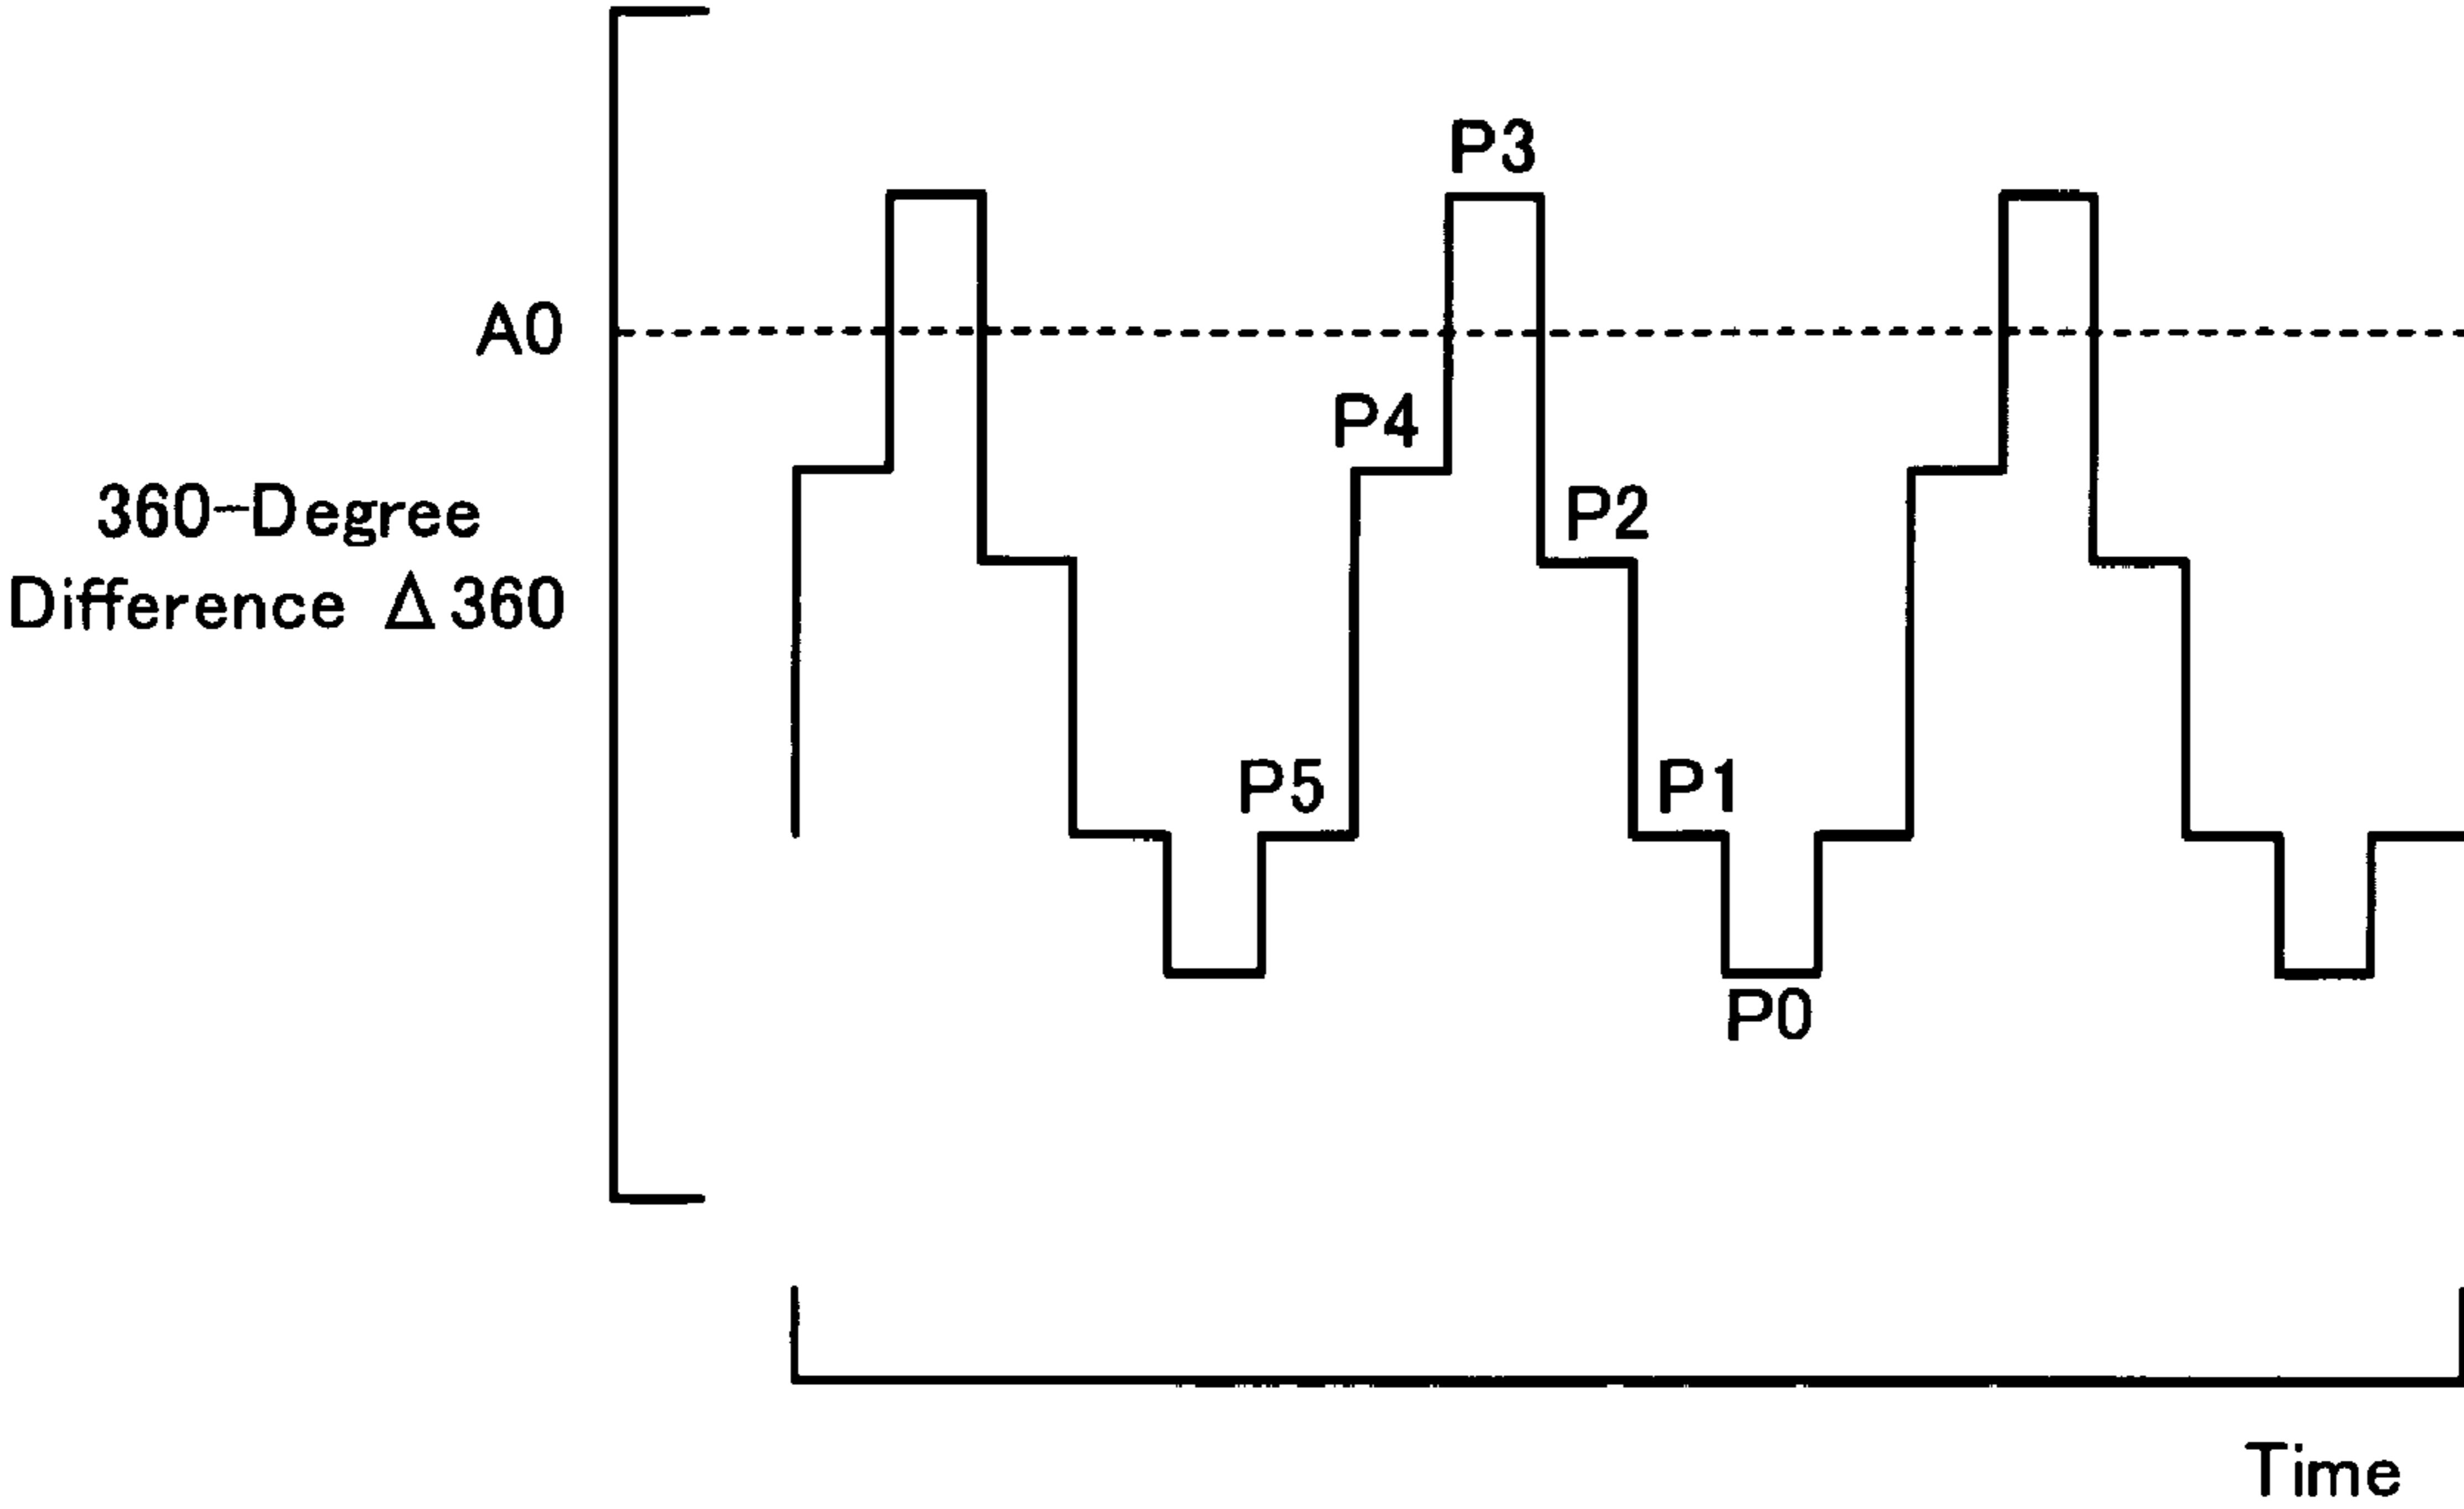 P3
A0
P4
360-Degree
Difference Δ360
P2
P5
P1
P0
Time